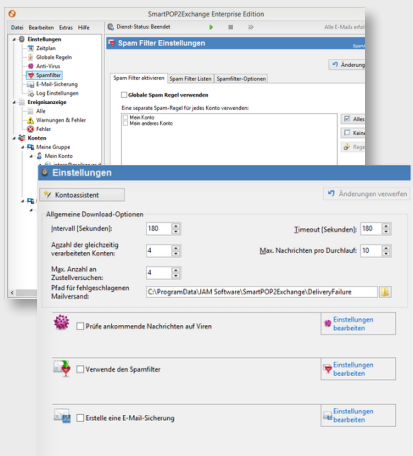 SmartPOP2Exchange Enterprise Edition
Datei Bearbeiten Extras Hilfe
Dienst-Status: Beendet
Alle E-Mails
Einstellungen
Zeitplan
Globale Regeln
Anti-Virus
Spamfilter
E-Mail-Sicherung
Log Einstellungen
Ereignisanzeige
Alle
Warnungen & Fehler
Fehler
Konten
Meine Gruppe
Mein Konto
Spam Filter Einstellungen
Änderung
Spam Filter aktivieren Spam Filter Listen Spamfilter-Optionen
Globale Spam Regel verwenden
Eine separate Spam-Regel für jedes Konto verwenden:
Mein Konto
Mein anderes Konto
Alles
Keine
Rege
Einstellungen
Kontoassistent
Änderungen verwerfen
Allgemeine Download-Optionen
Intervall [Sekunden]: 180
Timeout [Sekunden]: 180
Anzahl der gleichzeitig
verarbeiteten Konten: 4
Max. Nachrichten pro Durchlauf: 10
Max. Anzahl an
Zustellversuchen: 4
Pfad für fehlgeschlagenen
Mailversand: C:\ProgramData\JAM Software\SmartPOP2Exchange\DeliveryFailure
Prüfe ankommende Nachrichten auf Viren
Einstellungen
bearbeiten
Verwende den Spamfilter
Einstellungen
bearbeiten
Erstelle eine E-Mail-Sicherung
Einstellungen
bearbeiten